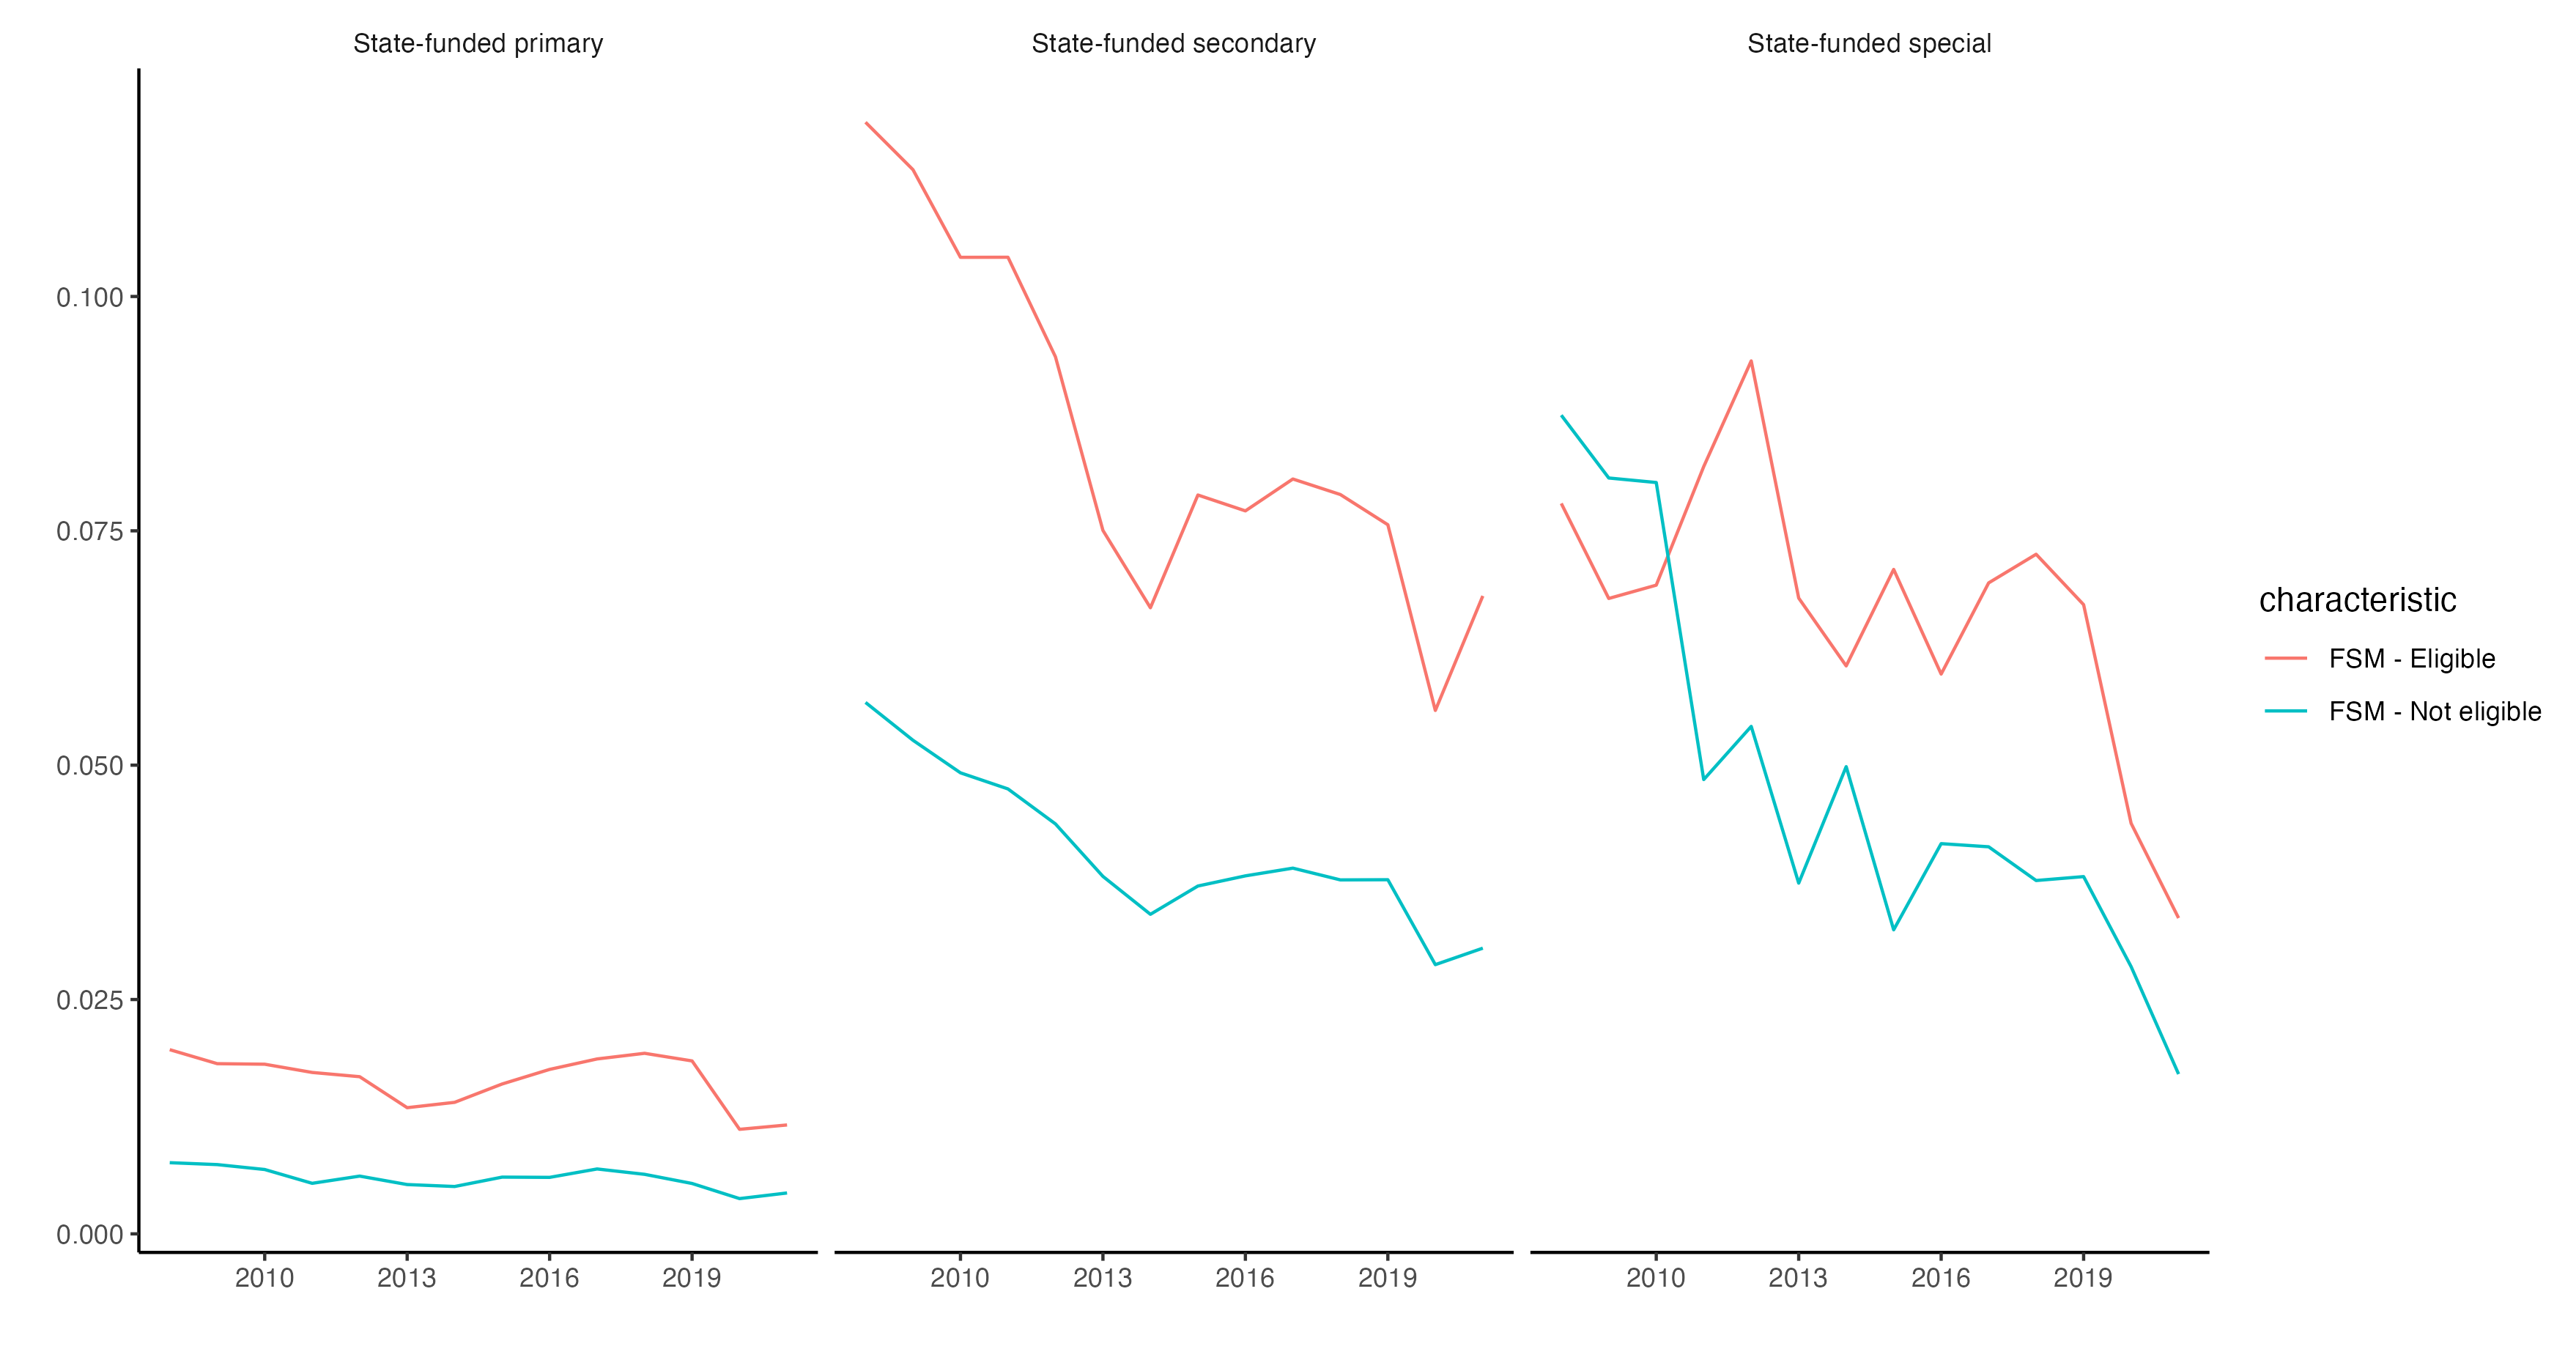 State-funded primary State-funded secondary State-funded special
0.100
0.075
0.050
0.025
0.000
2010 2013 2016 2019 2010 2013 2016 2019 2010 2013 2016 2019
characteristic
FSM - Eligible
FSM - Not eligible